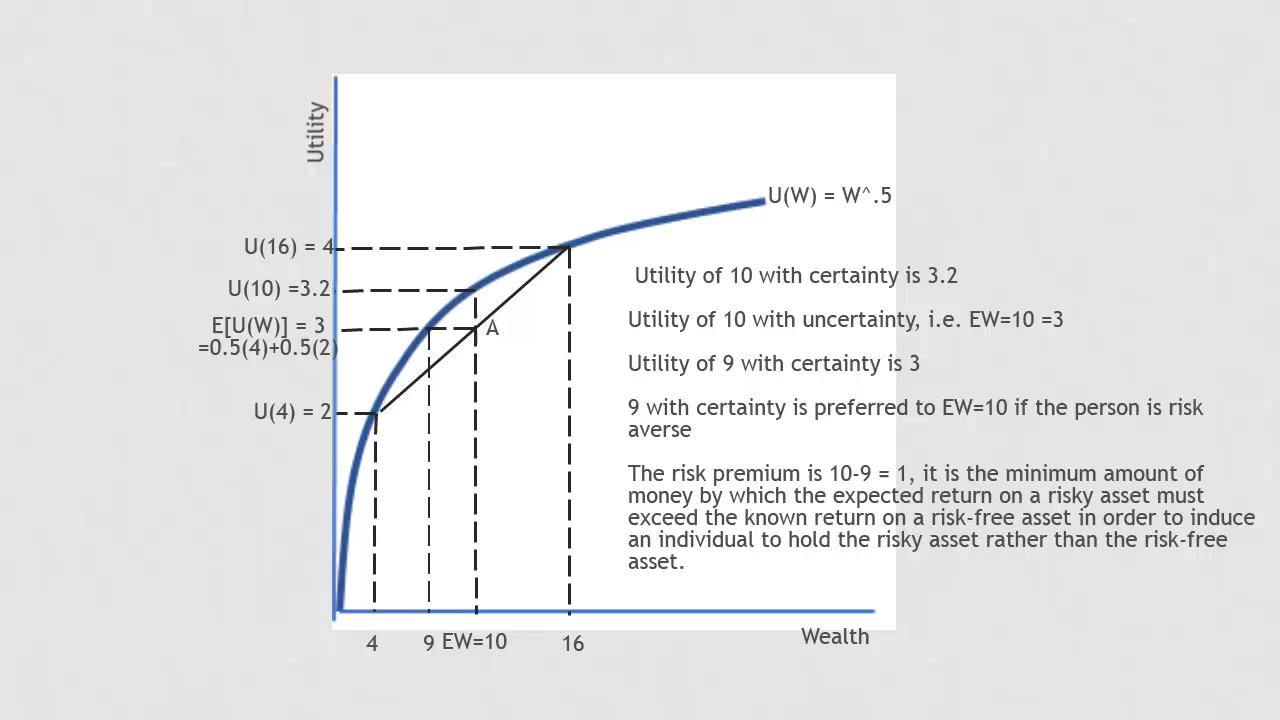 Utility
U(W) = W^.5
U(16) = 4
U(10) =3.2
E[U(W)] = 3
=0.5(4)+0.5(2)
U(4) = 2
A
Utility of 10 with certainty is 3.2
Utility of 10 with uncertainty, i.e. EW=10 =3
Utility of 9 with certainty is 3
9 with certainty is preferred to EW=10 if the person is risk
averse
The risk premium is 10-9 = 1, it is the minimum amount of
money by which the expected return on a risky asset must
exceed the known return on a risk-free asset in order to induce
an individual to hold the risky asset rather than the risk-free
asset.
4
9
EW=10
16
Wealth